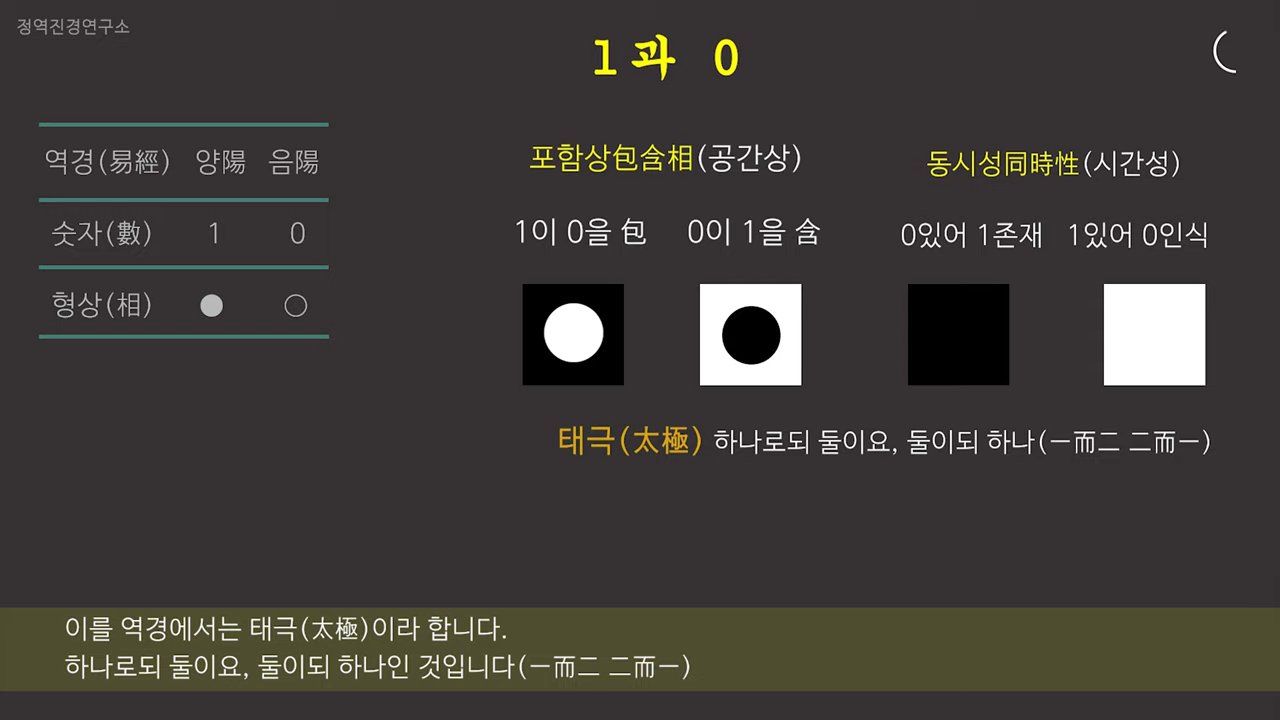 정역진경연구소
1과 0
역경(易經) 양陽 음陽
숫자(數) 1 0
형상(相)
포함상包含相(공간상)
1이 0을 包 0이 1을 含
동시성同時性(시간성)
0있어 1존재 1있어 0인식
태극(太極) 하나로되 둘이요, 둘이되 하나(一而二 二而一)
이를 역경에서는 태극(太極)이라 합니다.
하나로되 둘이요, 둘이되 하나인 것입니다(一而二 二而一)